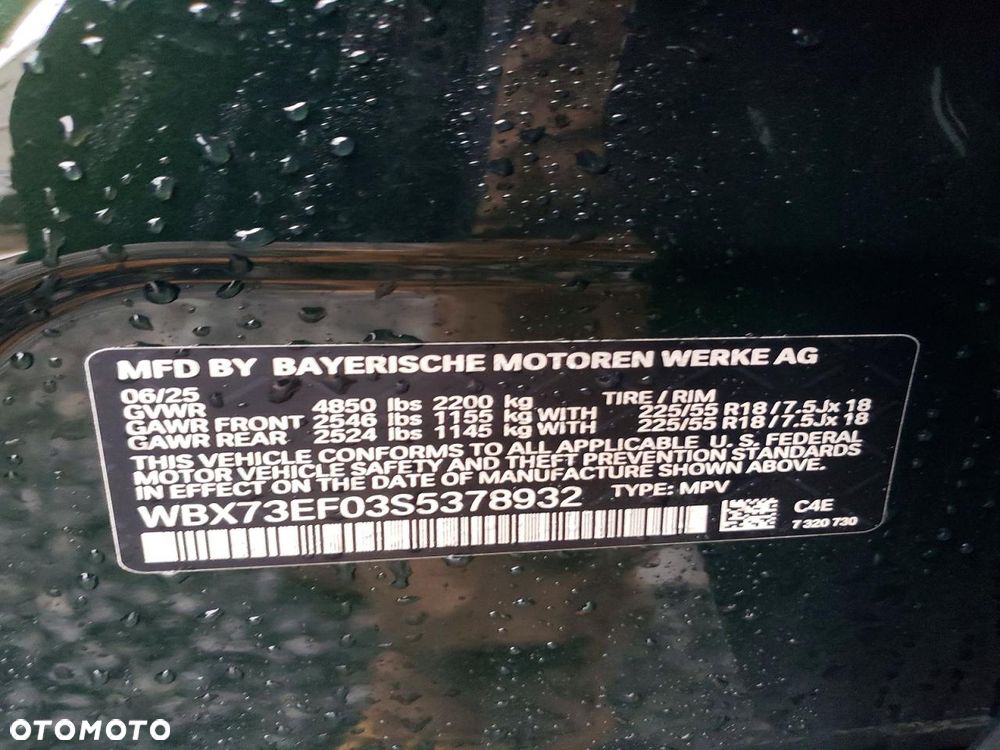 MFD BY BAYERISCHE MOTOREN WERKE AG
06/25 TIRE / RIM
GVWR 4850 lbs 2200 kg
GAWR FRONT 2546 lbs 1155 kg WITH 225/55 R18 / 7.5Jx 18
GAWR REAR 2524 lbs 1145 kg WITH 225/55 R18 / 7.5Jx 18
THIS VEHICLE CONFORMS TO ALL APPLICABLE U.S. FEDERAL
MOTOR VEHICLE SAFETY AND THEFT PREVENTION STANDARDS
IN EFFECT ON THE DATE OF MANUFACTURE SHOWN ABOVE.
WBX73EF03S5378932 TYPE: MPV
C4E
7 320 730
OTOMOTO